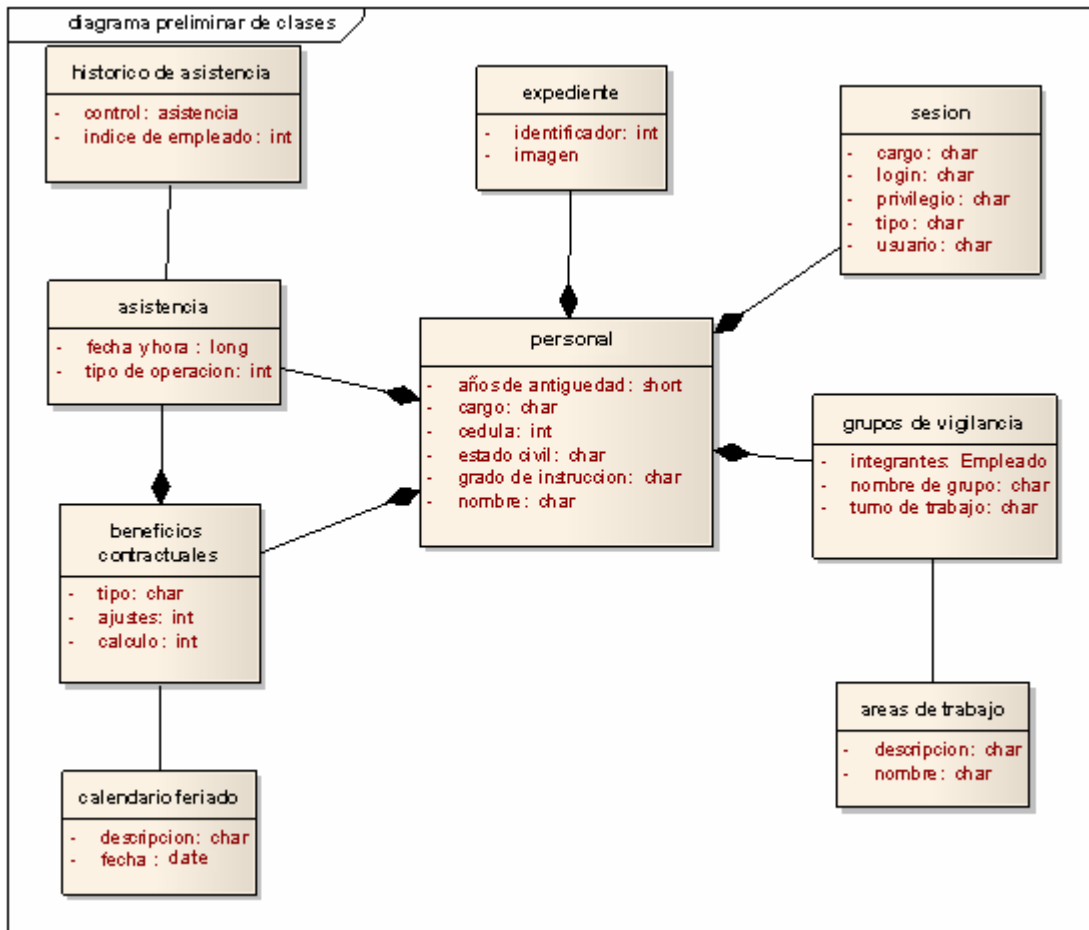 diagrama preliminar de clases
historico de asistencia
- control: asistencia
- indice de empleado: int
expediente
- identificador: int
- imagen
sesion
- cargo: char
- login: char
- privilegio: char
- tipo: char
- usuario: char
asistencia
- fecha y hora : long
- tipo de operacion: int
personal
- años de antiguedad: short
- cargo: char
- cedula: int
- estado civil: char
- grado de instruccion: char
- nombre: char
grupos de vigilancia
- integrantes: Empleado
- nombre de grupo: char
- turno de trabajo: char
beneficios
contractuales
- tipo: char
- ajustes: int
- calculo: int
areas de trabajo
- descripcion: char
- nombre: char
calendario feriado
- descripcion: char
- fecha : date